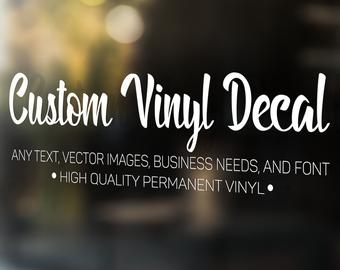 Custom Vinyl Decal
ANY TEXT, VECTOR IMAGES, BUSINESS NEEDS, AND FONT
• HIGH QUALITY PERMANENT VINYL •